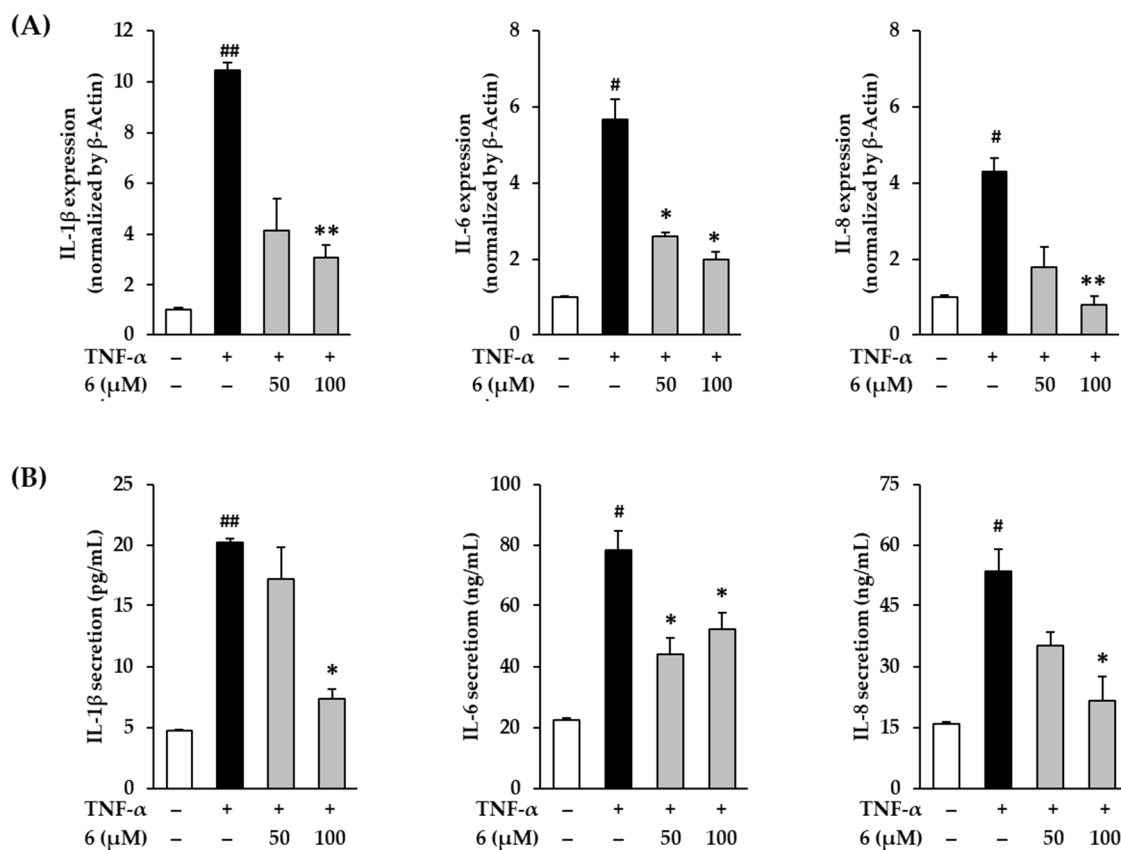 (A)
IL-1β expression
(normalized by β-Actin)
12
10
8
6
4
2
0
##
**
TNF-α – + + +
6 (μM) – – 50 100
IL-6 expression
(normalized by β-Actin)
8
6
4
2
0
#
*
*
TNF-α – + + +
6 (μM) – – 50 100
IL-8 expression
(normalized by β-Actin)
8
6
4
2
0
#
**
TNF-α – + + +
6 (μM) – – 50 100
(B)
IL-1β secretion (pg/mL)
25
20
15
10
5
0
##
*
TNF-α – + + +
6 (μM) – – 50 100
IL-6 secretiom (ng/mL)
100
80
60
40
20
0
#
*
*
TNF-α – + + +
6 (μM) – – 50 100
IL-8 secretiom (ng/mL)
75
60
45
30
15
0
#
*
TNF-α – + + +
6 (μM) – – 50 100